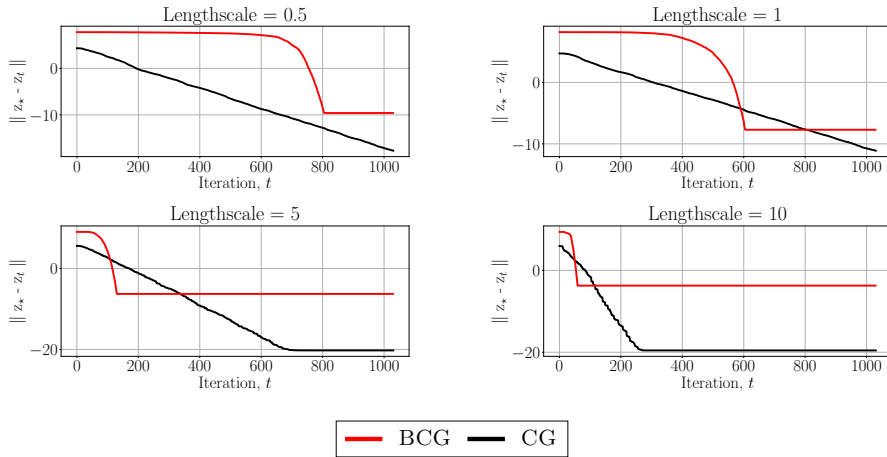 Lengthscale = 0.5
‖ z⋆ - zₜ ‖
0
−10
0 200 400 600 800 1000
Iteration, t
Lengthscale = 1
‖ z⋆ - zₜ ‖
0
−10
0 200 400 600 800 1000
Iteration, t
Lengthscale = 5
‖ z⋆ - zₜ ‖
0
−20
0 200 400 600 800 1000
Iteration, t
Lengthscale = 10
‖ z⋆ - zₜ ‖
0
−20
0 200 400 600 800 1000
Iteration, t
BCG CG